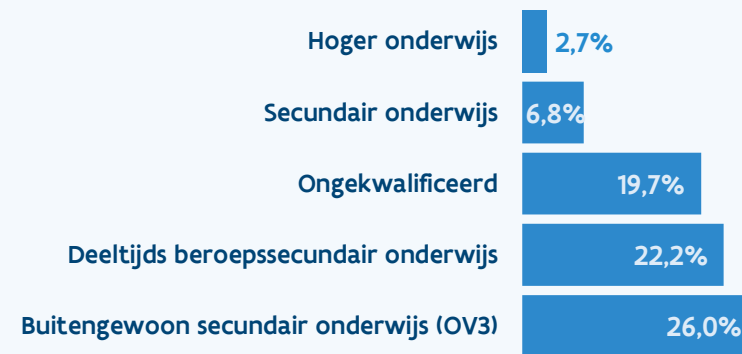 Hoger onderwijs 2,7%
Secundair onderwijs 6,8%
Ongekwalificeerd 19,7%
Deeltijds beroepssecundair onderwijs 22,2%
Buitengewoon secundair onderwijs (OV3) 26,0%